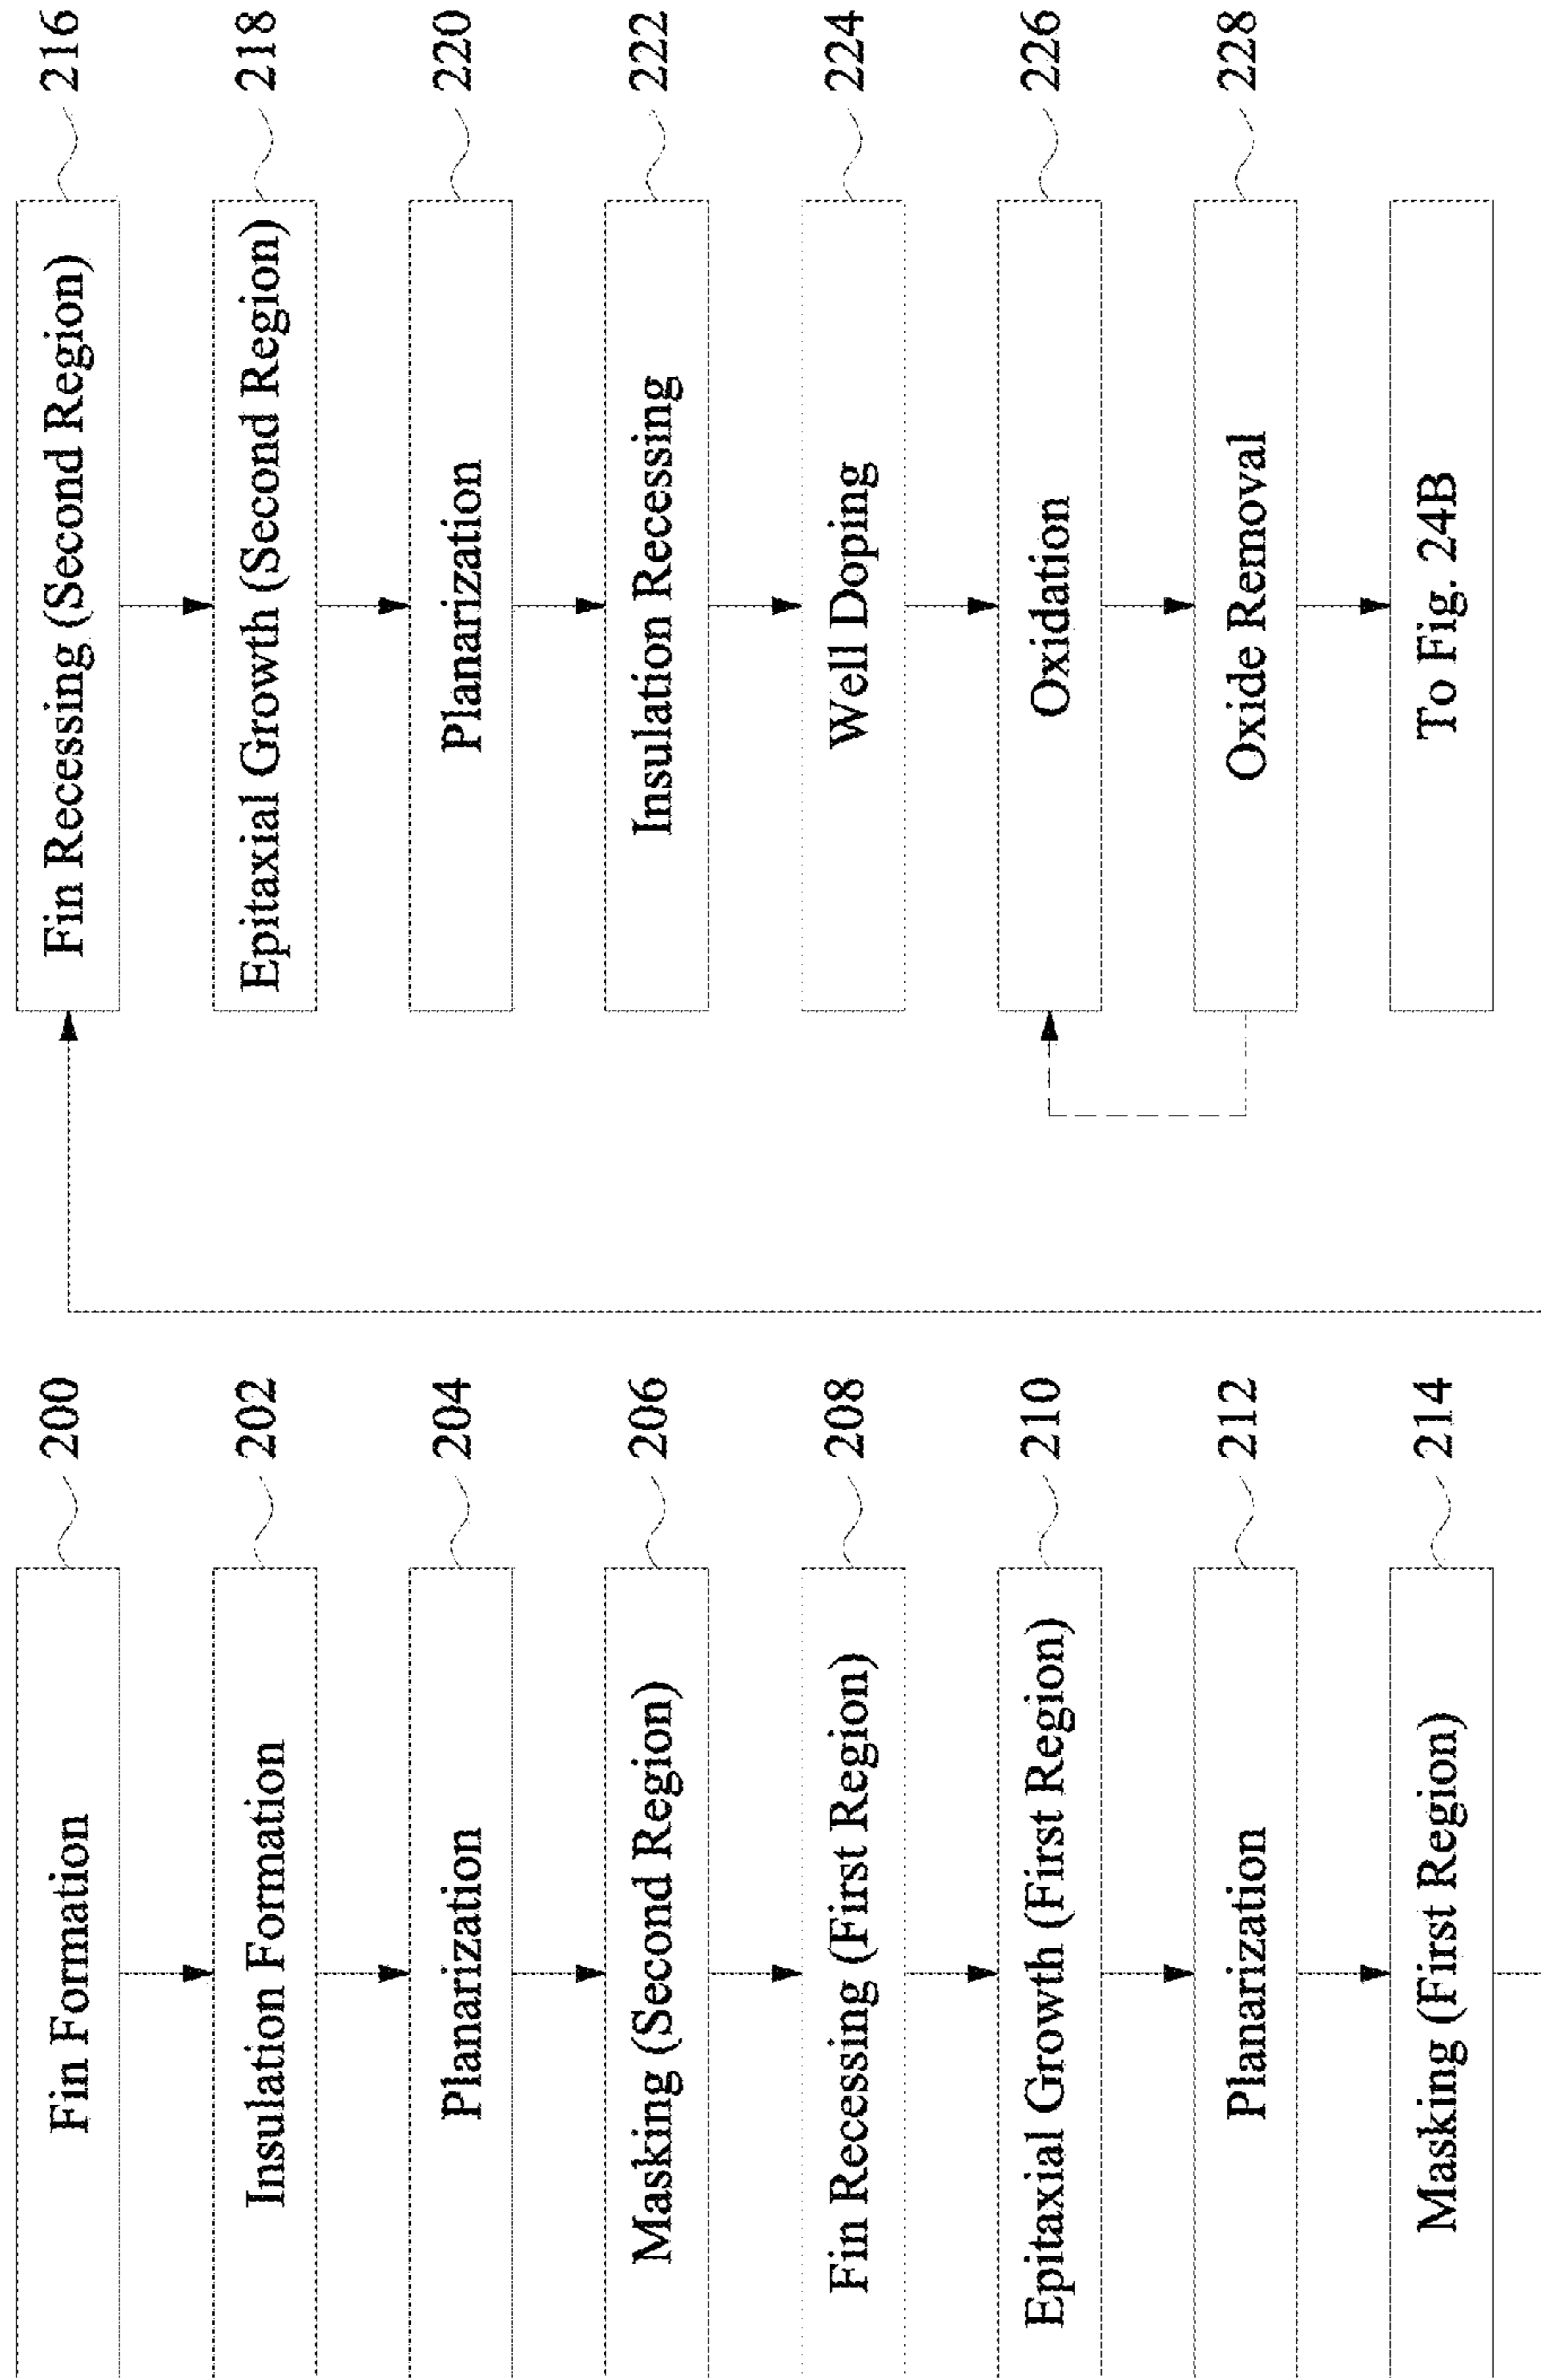 Fin Formation
200
Insulation Formation
202
Planarization
204
Masking (Second Region)
206
Fin Recessing (First Region)
208
Epitaxial Growth (First Region)
210
Planarization
212
Masking (First Region)
214
Fin Recessing (Second Region)
216
Epitaxial Growth (Second Region)
218
Planarization
220
Insulation Recessing
222
Well Doping
224
Oxidation
226
Oxide Removal
228
To Fig. 24B